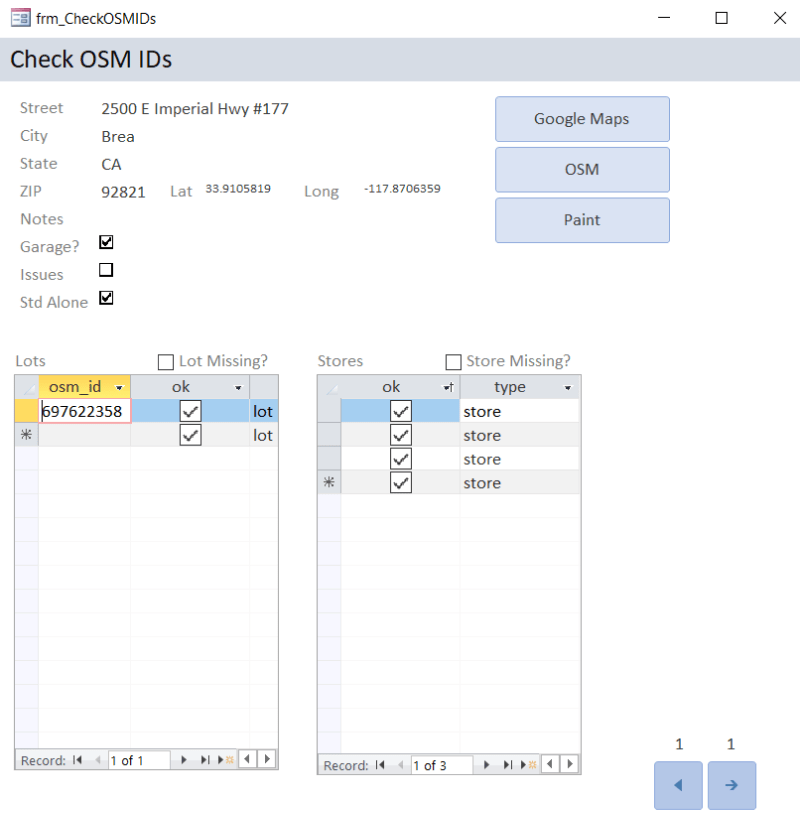 frm_CheckOSMIDs
Check OSM IDs
Street 2500 E Imperial Hwy #177
City Brea
State CA
ZIP 92821 Lat 33.9105819 Long -117.8706359
Notes
Garage?
Issues
Std Alone
Google Maps
OSM
Paint
Lots Lot Missing?
osm_id ok
697622358 lot
lot
Record: 1 of 1
Stores Store Missing?
ok type
store
store
store
store
Record: 1 of 3
1 1